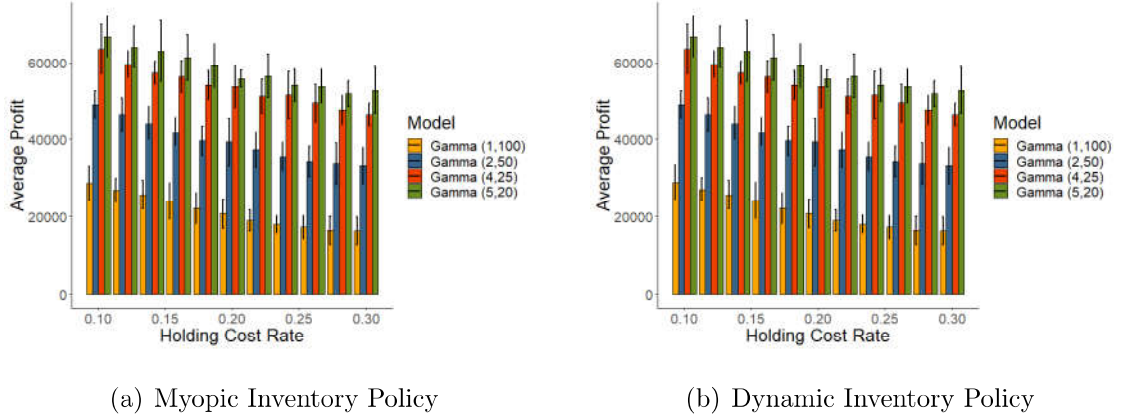 60000
40000
20000
0
Average Profit
0.10 0.15 0.20 0.25 0.30
Holding Cost Rate
Model
Gamma (1,100)
Gamma (2,50)
Gamma (4,25)
Gamma (5,20)
(a) Myopic Inventory Policy
60000
40000
20000
0
Average Profit
0.10 0.15 0.20 0.25 0.30
Holding Cost Rate
Model
Gamma (1,100)
Gamma (2,50)
Gamma (4,25)
Gamma (5,20)
(b) Dynamic Inventory Policy